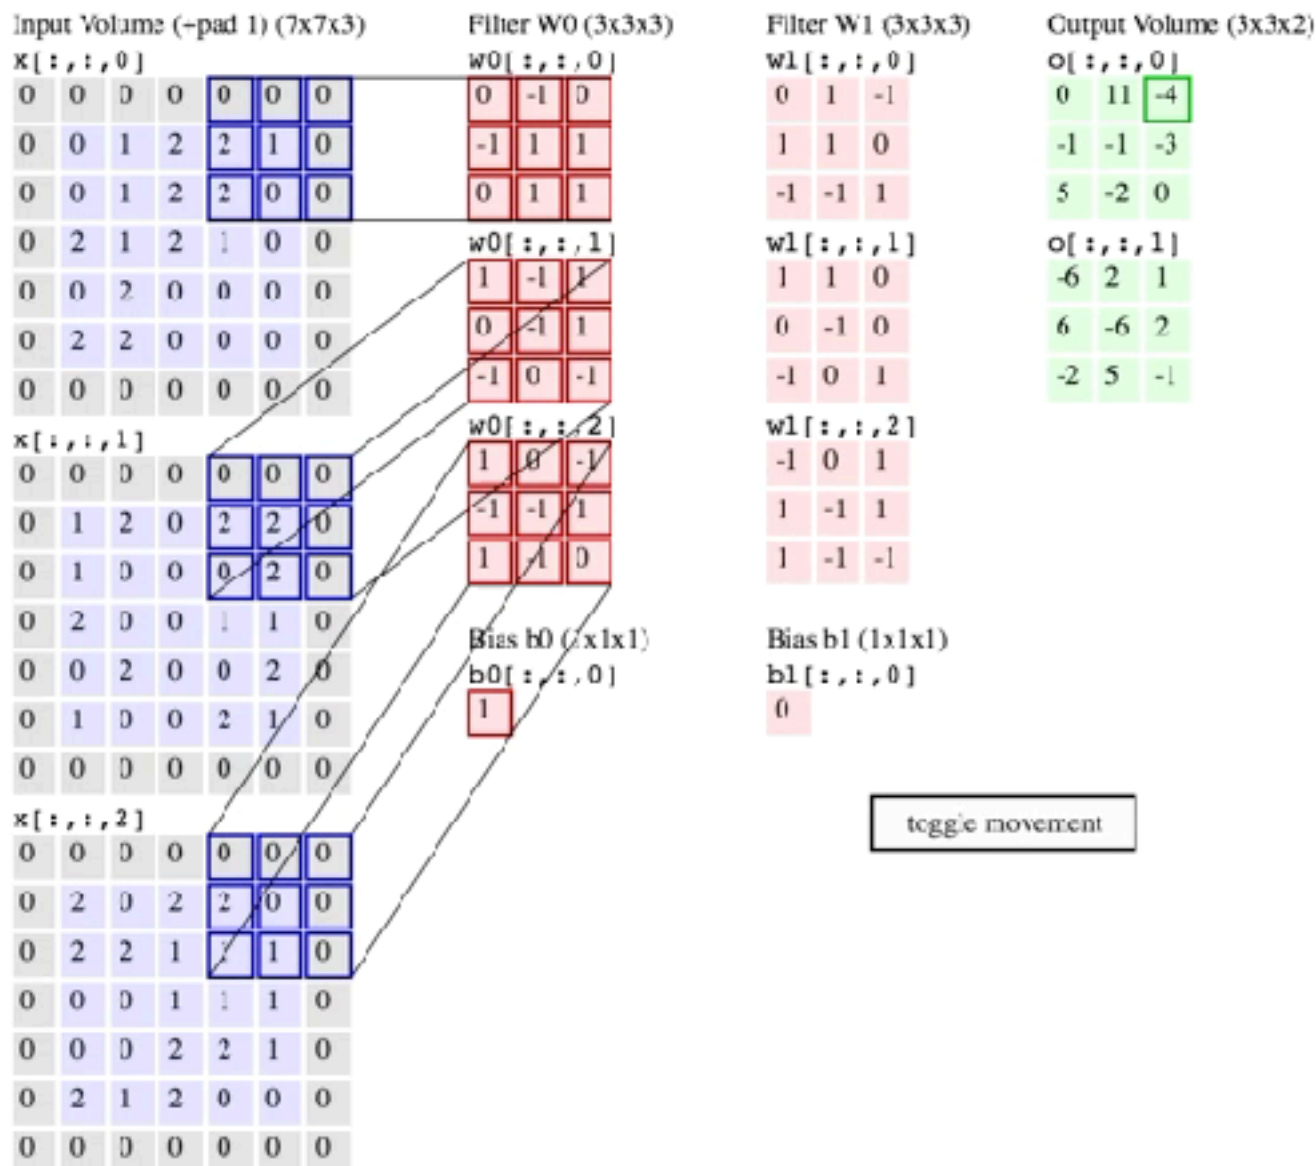 Input Volume (+pad 1) (7x7x3)
x[:,:,0]
0 0 0 0 0 0 0
0 0 1 2 2 1 0
0 0 1 2 2 0 0
0 2 1 2 1 0 0
0 0 2 0 0 0 0
0 2 2 0 0 0 0
0 0 0 0 0 0 0
x[:,:,1]
0 0 0 0 0 0 0
0 1 2 0 2 2 0
0 1 0 0 0 2 0
0 2 0 0 1 1 0
0 0 2 0 0 2 0
0 1 0 0 2 1 0
0 0 0 0 0 0 0
x[:,:,2]
0 0 0 0 0 0 0
0 2 0 2 2 0 0
0 2 2 1 1 1 0
0 0 0 1 1 1 0
0 0 0 2 2 1 0
0 2 1 2 0 0 0
0 0 0 0 0 0 0
Filter W0 (3x3x3)
w0[:,:,0]
0 -1 0
-1 1 1
0 1 1
w0[:,:,1]
1 -1 1
0 -1 1
-1 0 -1
w0[:,:,2]
1 0 -1
-1 -1 1
1 -1 0
Bias b0 (1x1x1)
b0[:,:,0]
1
Filter W1 (3x3x3)
w1[:,:,0]
0 1 -1
1 1 0
-1 -1 1
w1[:,:,1]
1 1 0
0 -1 0
-1 0 1
w1[:,:,2]
-1 0 1
1 -1 1
1 -1 -1
Bias b1 (1x1x1)
b1[:,:,0]
0
Output Volume (3x3x2)
o[:,:,0]
0 11 -4
-1 -1 -3
5 -2 0
o[:,:,1]
-6 2 1
6 -6 2
-2 5 -1
toggle movement